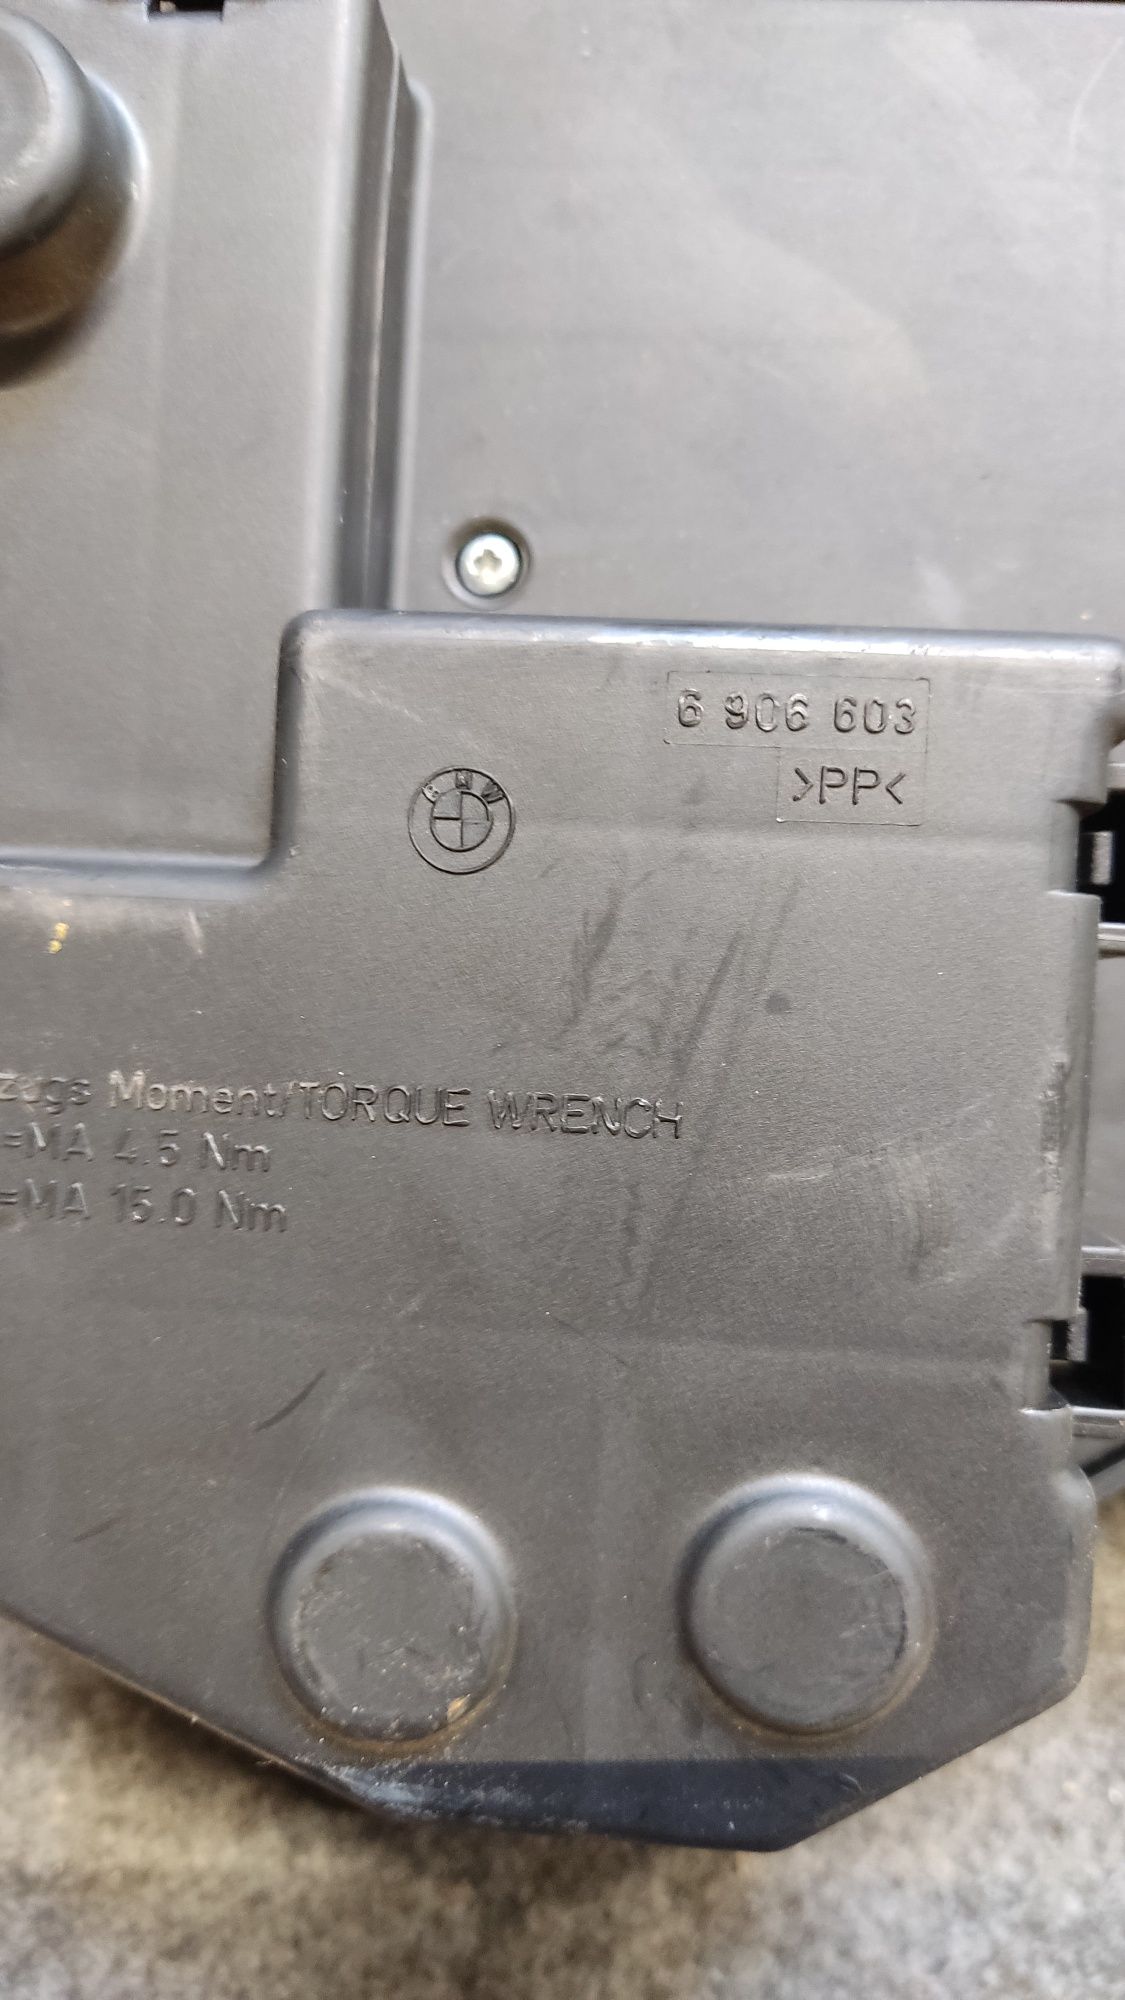 6 906 603
>PP<
BMW
zugs Moment/TORQUE WRENCH
=MA 4.5 Nm
=MA 15.0 Nm